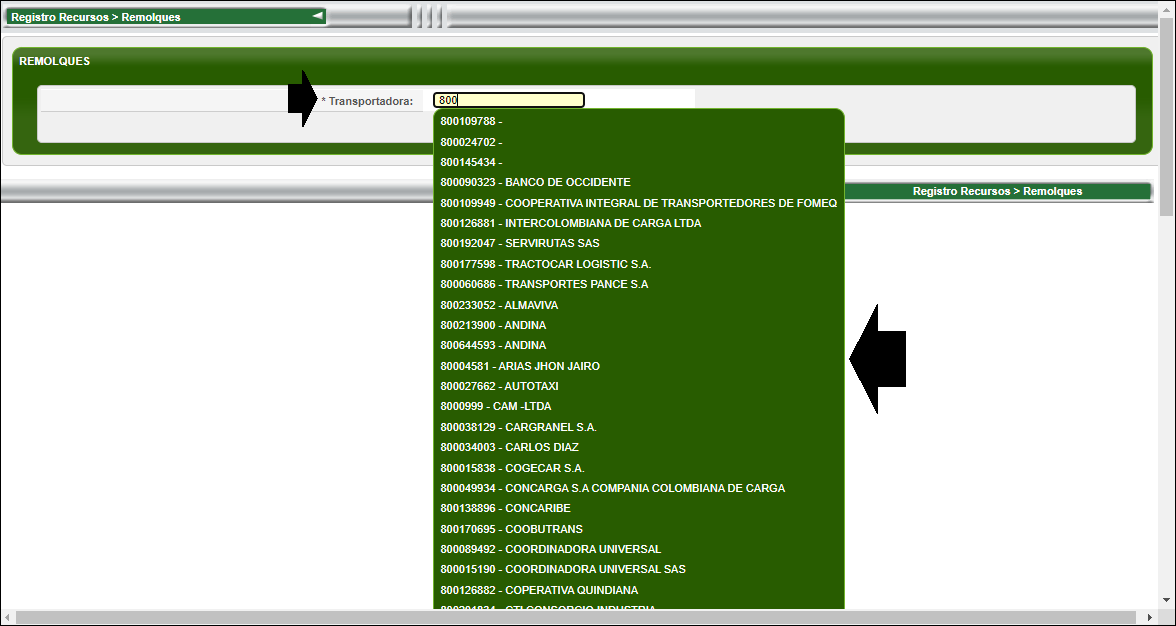 Registro Recursos > Remolques
REMOLQUES
* Transportadora: 800
800109788 -
800024702 -
800145434 -
800090323 - BANCO DE OCCIDENTE
Registro Recursos > Remolques
800109949 - COOPERATIVA INTEGRAL DE TRANSPORTEDORES DE FOMEQ
800126881 - INTERCOLOMBIANA DE CARGA LTDA
800192047 - SERVIRUTAS SAS
800177598 - TRACTOCAR LOGISTIC S.A.
800060686 - TRANSPORTES PANCE S.A
800233052 - ALMAVIVA
800213900 - ANDINA
800644593 - ANDINA
80004581 - ARIAS JHON JAIRO
800027662 - AUTOTAXI
8000999 - CAM -LTDA
800038129 - CARGRANEL S.A.
800034003 - CARLOS DIAZ
800015838 - COGECAR S.A.
800049934 - CONCARGA S.A COMPANIA COLOMBIANA DE CARGA
800138896 - CONCARIBE
800170695 - COOBUTRANS
800089492 - COORDINADORA UNIVERSAL
800015190 - COORDINADORA UNIVERSAL SAS
800126882 - COPERATIVA QUINDIANA